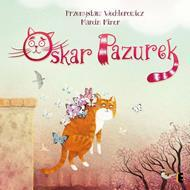 Przemysław Wechterowicz
Marcin Minor
Oskar Pazurek